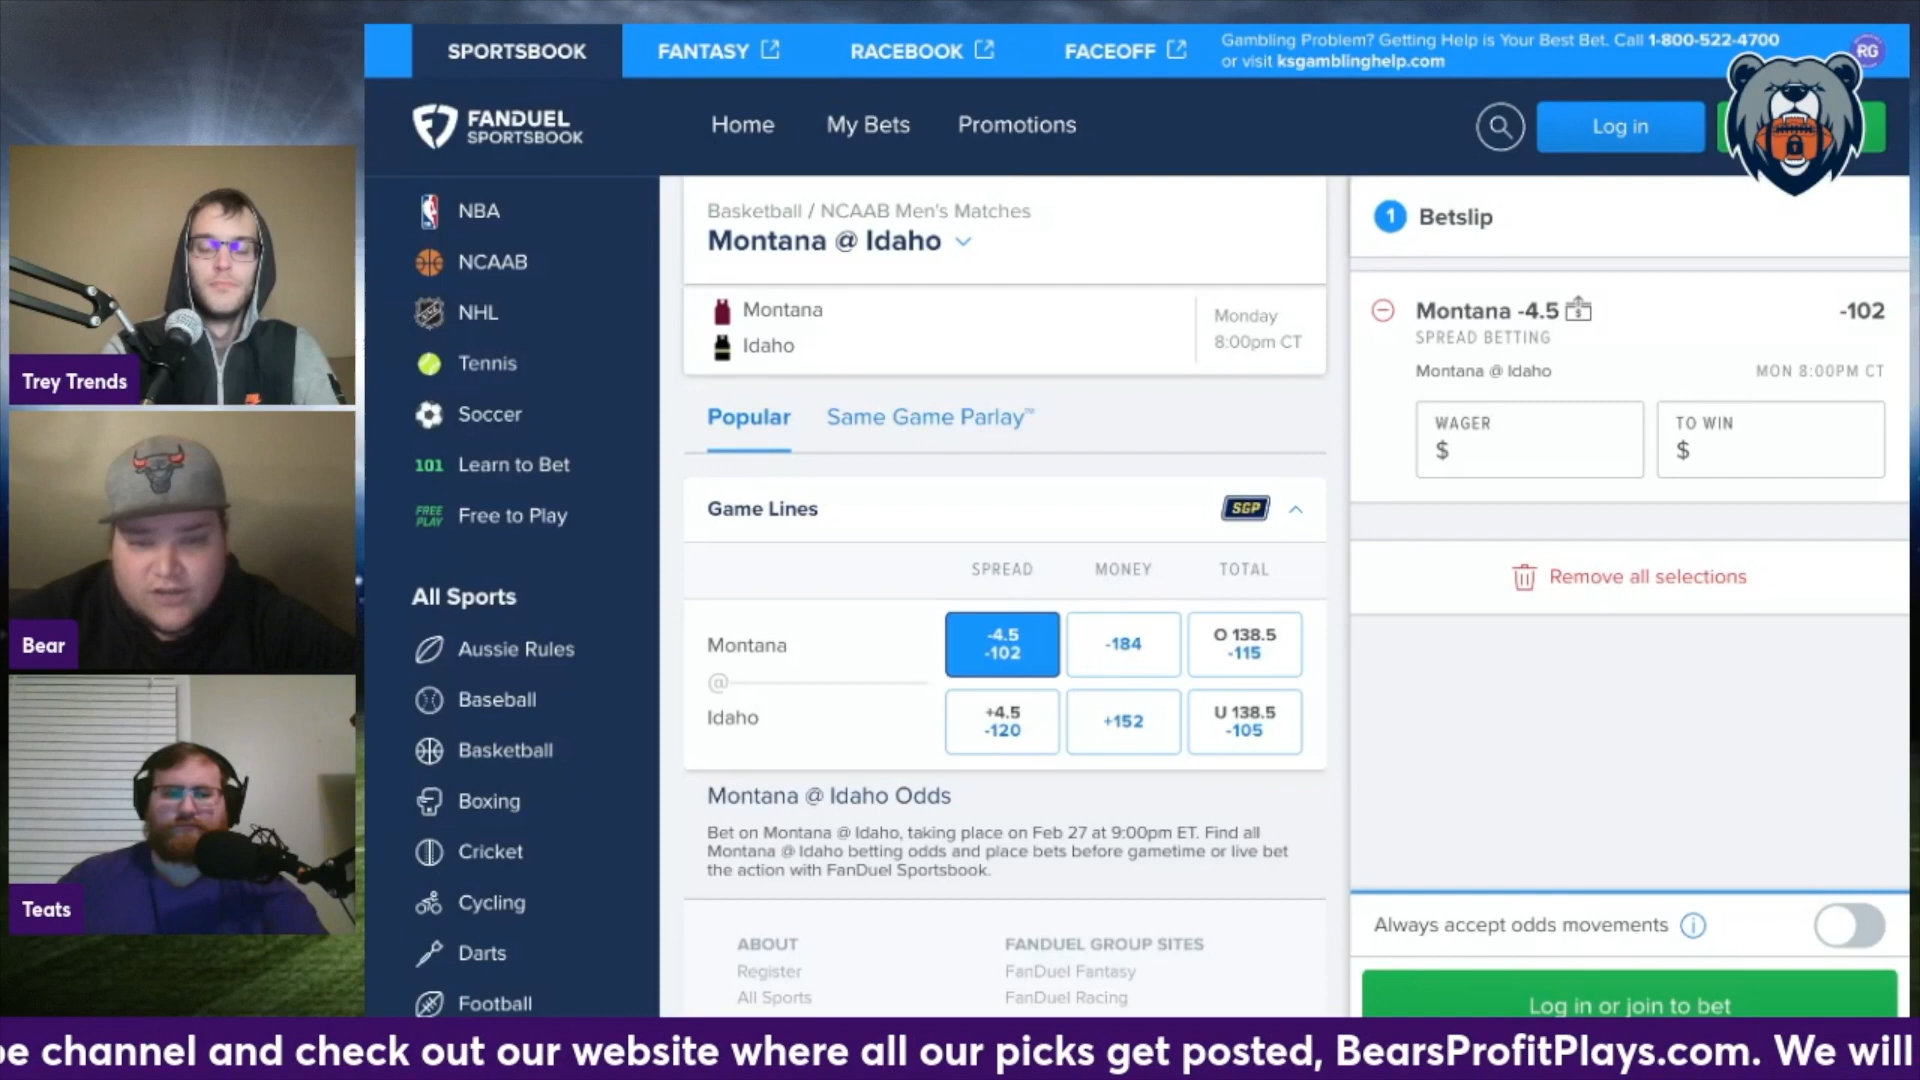 SPORTSBOOK
FANTASY
RACEBOOK
FACEOFF
Gambling Problem? Getting Help is Your Best Bet. Call 1-800-522-4700
or visit ksgamblinghelp.com
RG
FANDUEL
SPORTSBOOK
Home
My Bets
Promotions
Log in
NBA
NCAAB
NHL
Tennis
Soccer
101 Learn to Bet
FREE
PLAY
Free to Play
All Sports
Aussie Rules
Baseball
Basketball
Boxing
Cricket
Cycling
Darts
Football
Basketball / NCAAB Men's Matches
Montana @ Idaho
Montana
Idaho
Monday
8:00pm CT
Popular
Same Game Parlay™
Game Lines
SGP
SPREAD MONEY TOTAL
Montana
-4.5
-102
-184
O 138.5
-115
@
Idaho
+4.5
-120
+152
U 138.5
-105
Montana @ Idaho Odds
Bet on Montana @ Idaho, taking place on Feb 27 at 9:00pm ET. Find all
Montana @ Idaho betting odds and place bets before gametime or live bet
the action with FanDuel Sportsbook.
ABOUT
Register
All Sports
FANDUEL GROUP SITES
FanDuel Fantasy
FanDuel Racing
1 Betslip
Montana -4.5 -102
SPREAD BETTING
Montana @ Idaho MON 8:00PM CT
WAGER
$
TO WIN
$
Remove all selections
Always accept odds movements
Log in or join to bet
Trey Trends
Bear
Teats
be channel and check out our website where all our picks get posted, BearsProfitPlays.com. We will